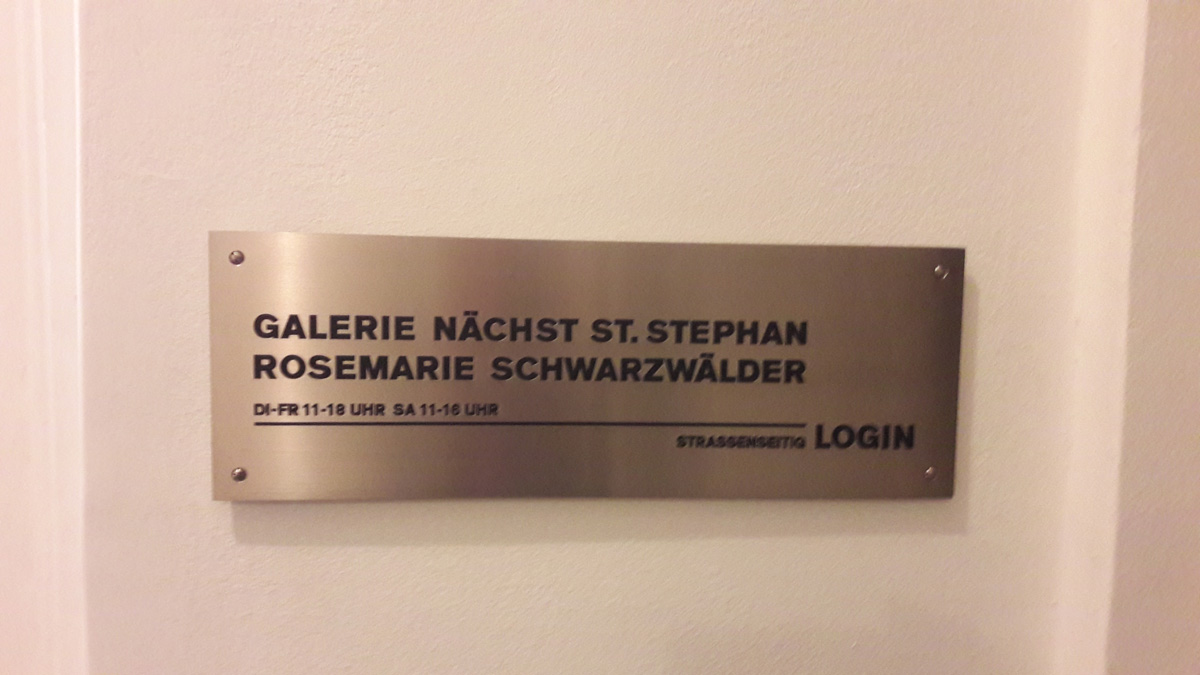 GALERIE NÄCHST ST. STEPHAN
ROSEMARIE SCHWARZWÄLDER
DI-FR 11-18 UHR SA 11-16 UHR
STRASSENSEITIG LOGIN